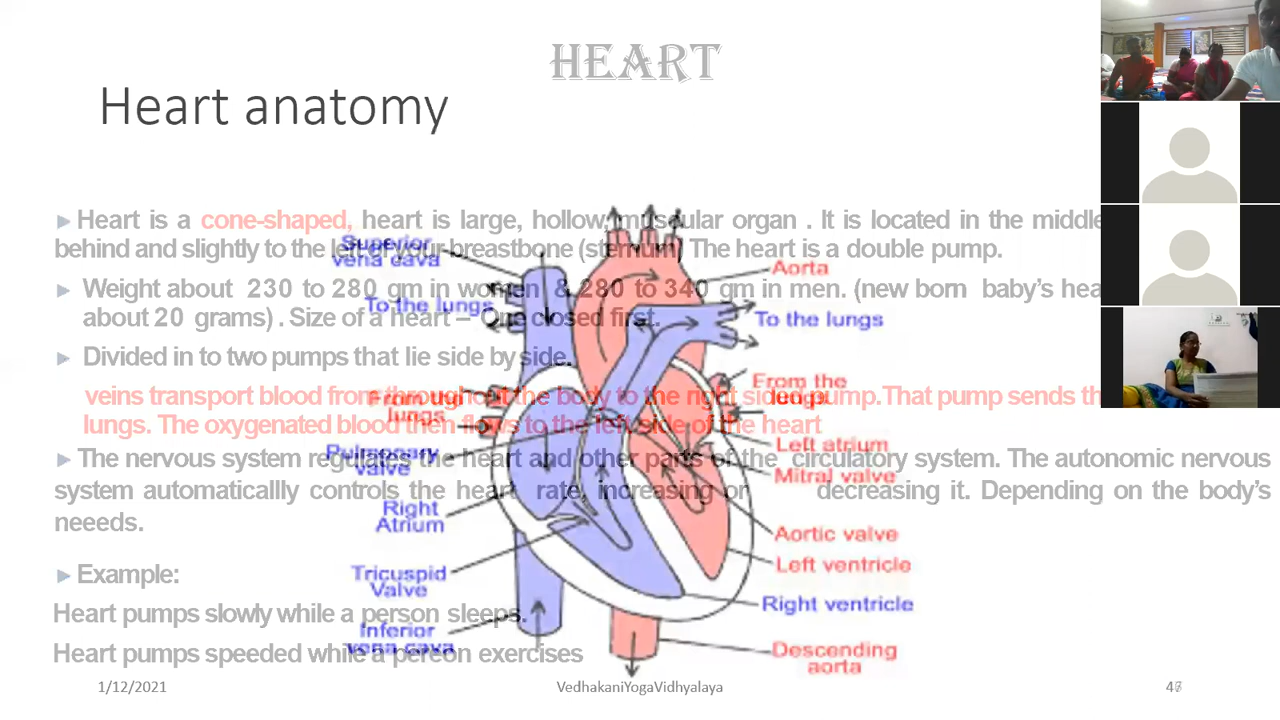 HEART
Heart anatomy
►Heart is a cone-shaped, heart is large, hollow, muscular organ . It is located in the middle
behind and slightly to the left of your breastbone (sternum) The heart is a double pump.
► Weight about 230 to 280 gm in women & 280 to 340 gm in men. (new born baby's hea
about 20 grams) . Size of a heart – One closed first.
► Divided in to two pumps that lie side by side.
veins transport blood from throughout the body to the right sided pump.That pump sends th
lungs. The oxygenated blood then flows to the left side of the heart
► The nervous system regulates the heart and other parts of the circulatory system. The autonomic nervous
system automaticallly controls the heart rate, increasing or decreasing it. Depending on the body's
neeeds.
► Example:
Heart pumps slowly while a person sleeps.
Heart pumps speeded while a person exercises
Superior
vena cava
To the lungs
From the
lungs
Pulmonary
valve
Right
Atrium
Tricuspid
Valve
Inferior
vena cava
Aorta
To the lungs
From the
lungs
Left atrium
Mitral valve
Aortic valve
Left ventricle
Right ventricle
Descending
aorta
1/12/2021
VedhakaniYogaVidhyalaya